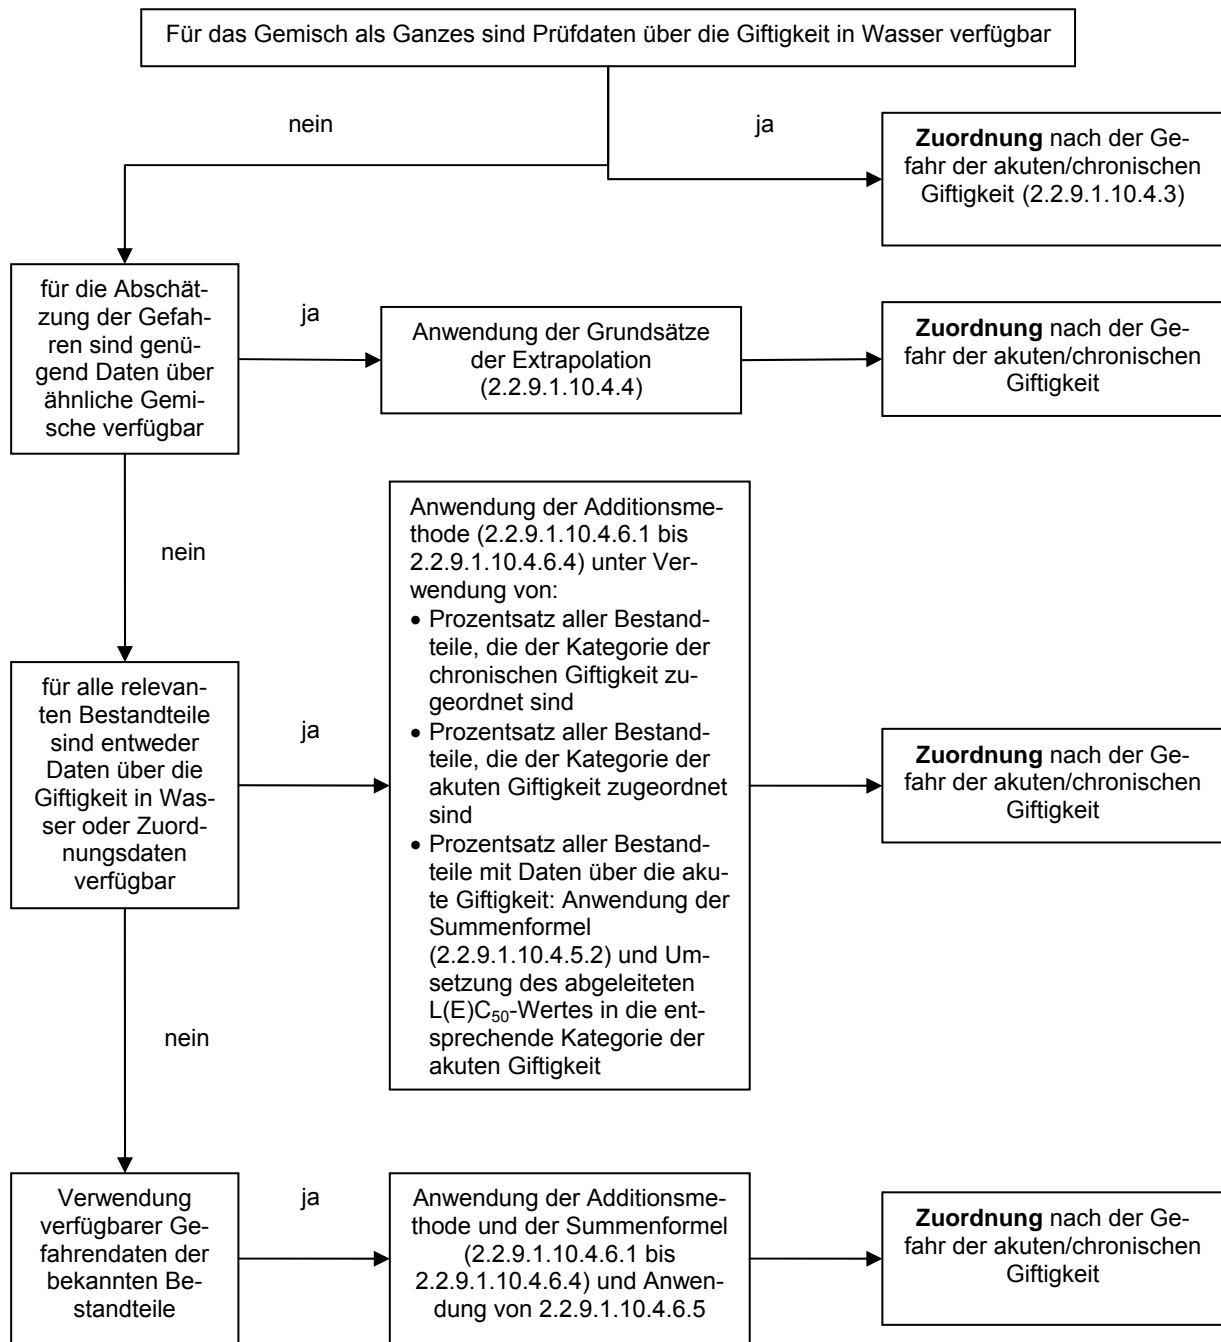 Für das Gemisch als Ganzes sind Prüfdaten über die Giftigkeit in Wasser verfügbar
nein
ja
Zuordnung nach der Ge-
fahr der akuten/chronischen
Giftigkeit (2.2.9.1.10.4.3)
für die Abschät-
zung der Gefah-
ren sind genü-
gend Daten über
ähnliche Gemi-
sche verfügbar
ja
Anwendung der Grundsätze
der Extrapolation
(2.2.9.1.10.4.4)
Zuordnung nach der Ge-
fahr der akuten/chronischen
Giftigkeit
nein
für alle relevan-
ten Bestandteile
sind entweder
Daten über die
Giftigkeit in Was-
ser oder Zuord-
nungsdaten
verfügbar
ja
Anwendung der Additionsme-
thode (2.2.9.1.10.4.6.1 bis
2.2.9.1.10.4.6.4) unter Ver-
wendung von:
• Prozentsatz aller Bestand-
teile, die der Kategorie der
chronischen Giftigkeit zu-
geordnet sind
• Prozentsatz aller Bestand-
teile, die der Kategorie der
akuten Giftigkeit zugeordnet
sind
• Prozentsatz aller Bestand-
teile mit Daten über die aku-
te Giftigkeit: Anwendung der
Summenformel
(2.2.9.1.10.4.5.2) und Um-
setzung des abgeleiteten
L(E)C₅₀-Wertes in die ent-
sprechende Kategorie der
akuten Giftigkeit
Zuordnung nach der Ge-
fahr der akuten/chronischen
Giftigkeit
nein
Verwendung
verfügbarer Ge-
fahrendaten der
bekannten Be-
standteile
ja
Anwendung der Additionsme-
thode und der Summenformel
(2.2.9.1.10.4.6.1 bis
2.2.9.1.10.4.6.4) und Anwen-
dung von 2.2.9.1.10.4.6.5
Zuordnung nach der Ge-
fahr der akuten/chronischen
Giftigkeit